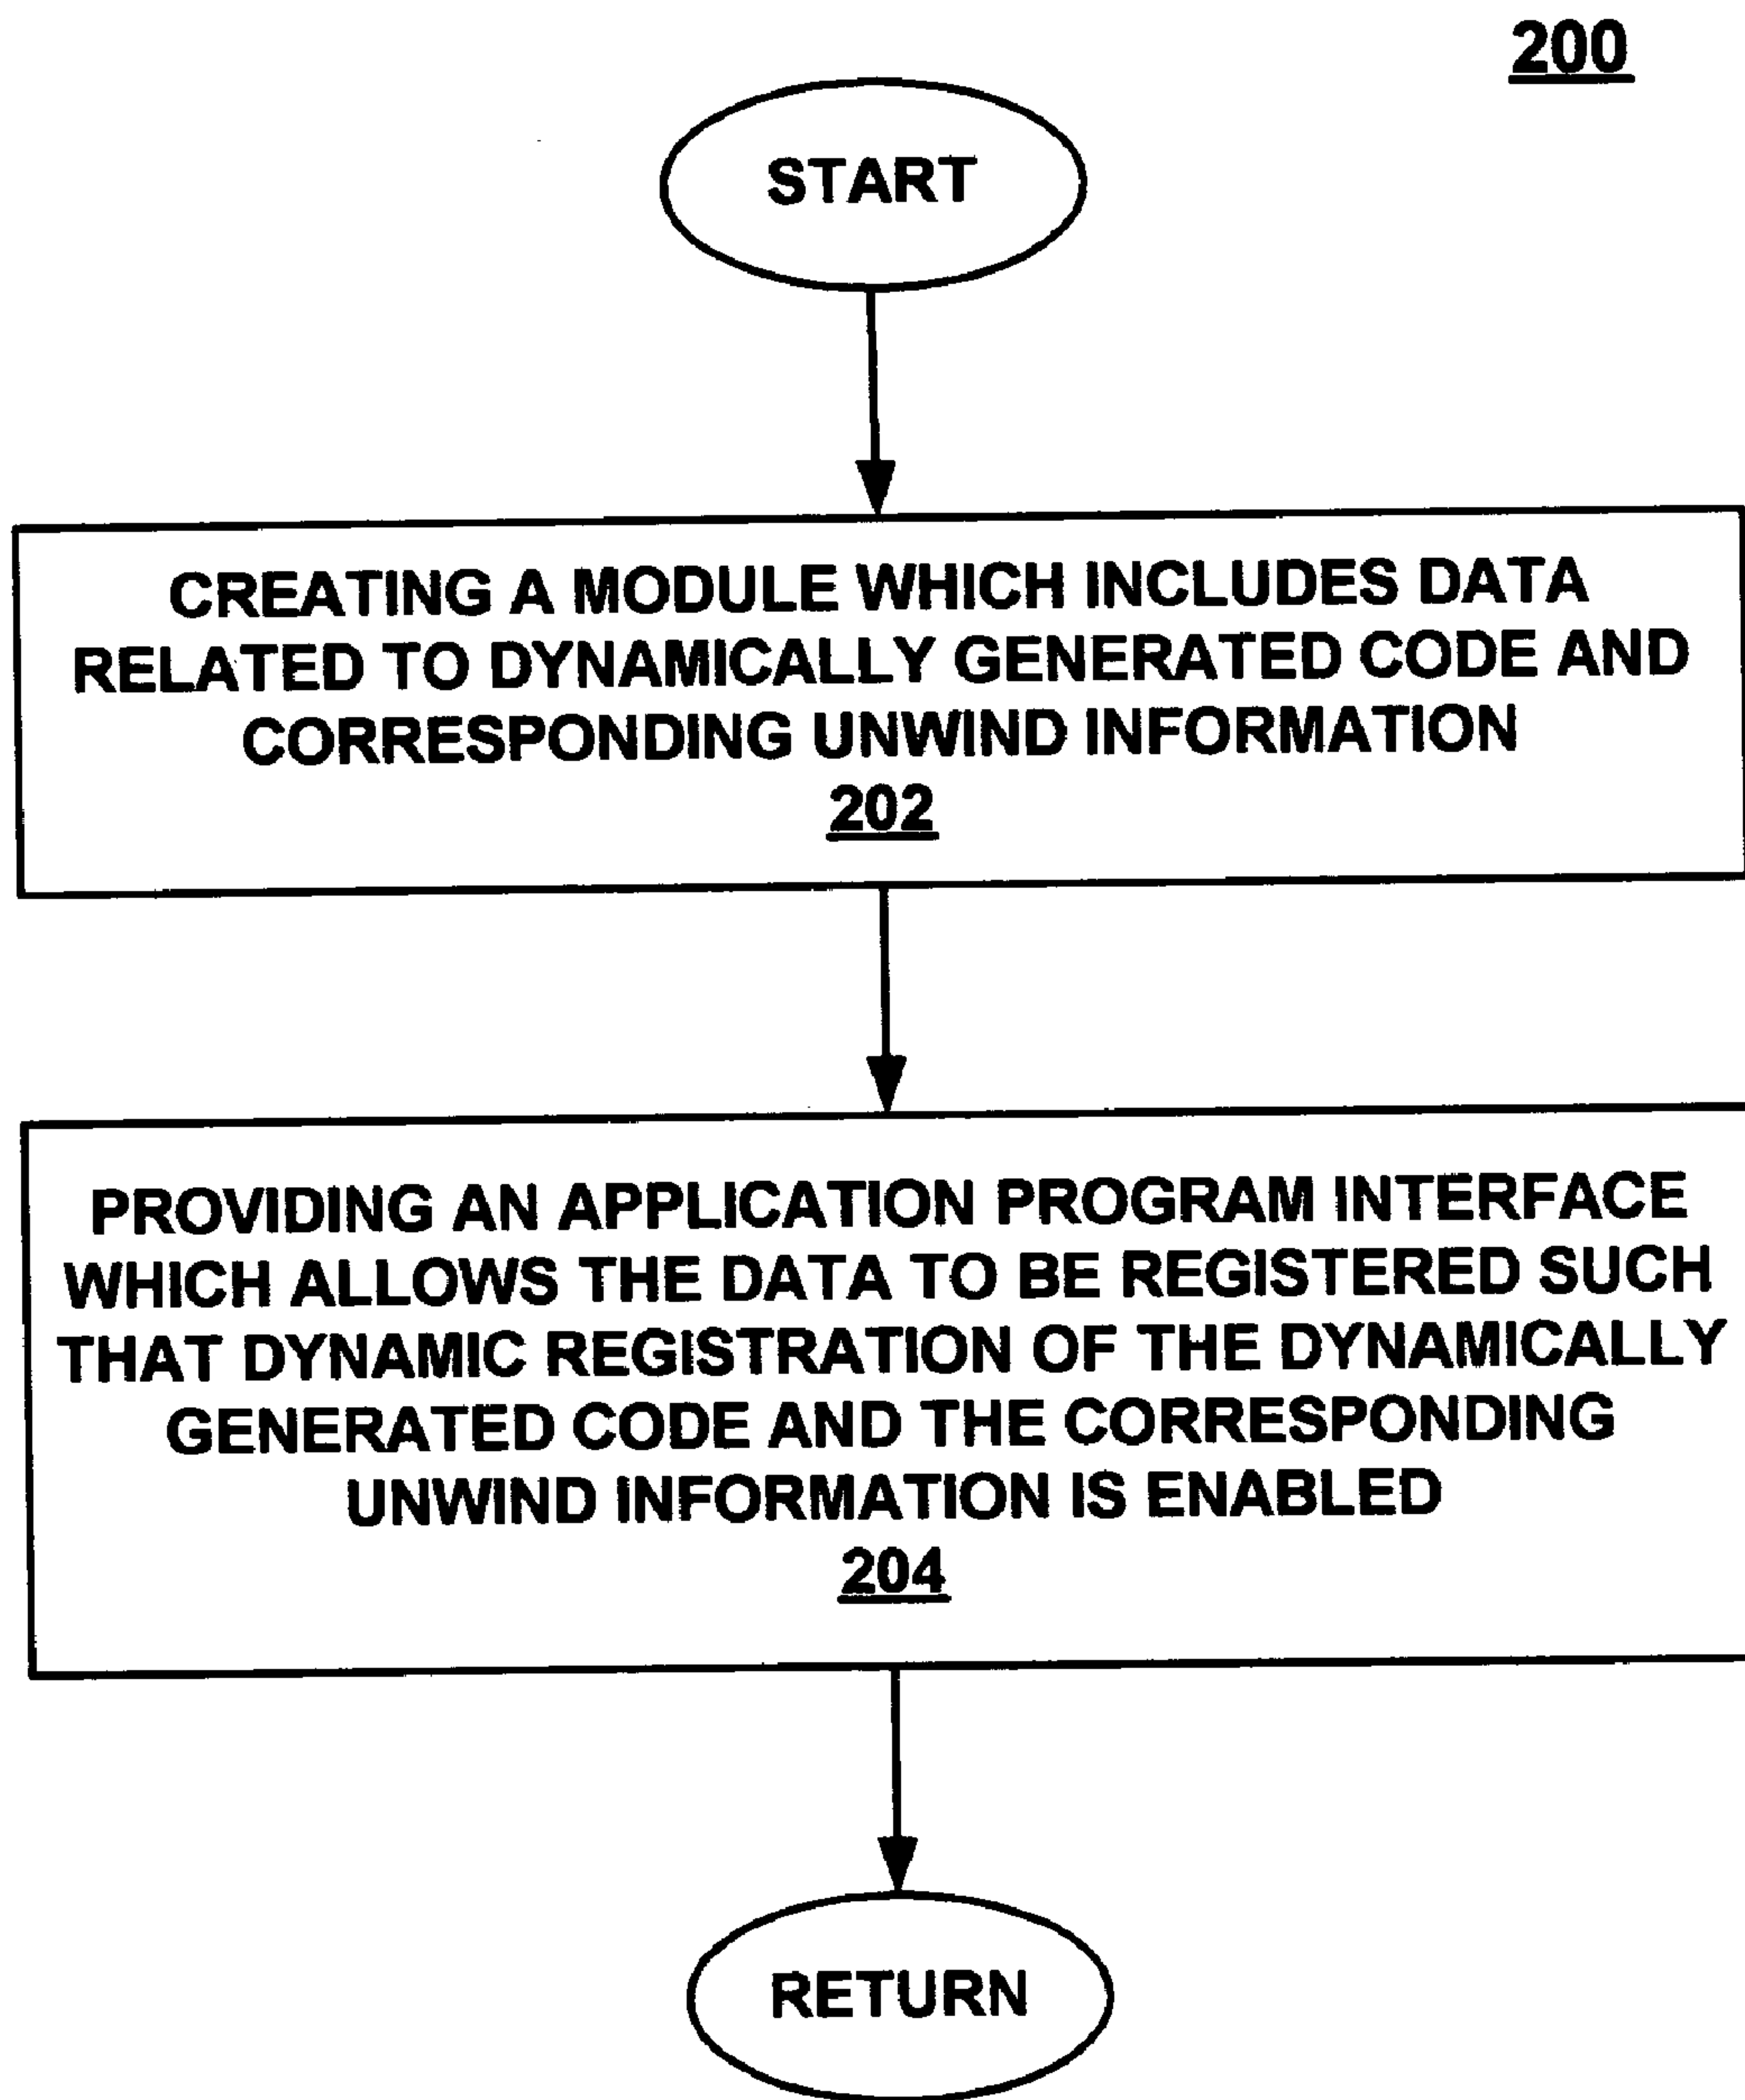 200
START
CREATING A MODULE WHICH INCLUDES DATA
RELATED TO DYNAMICALLY GENERATED CODE AND
CORRESPONDING UNWIND INFORMATION
202
PROVIDING AN APPLICATION PROGRAM INTERFACE
WHICH ALLOWS THE DATA TO BE REGISTERED SUCH
THAT DYNAMIC REGISTRATION OF THE DYNAMICALLY
GENERATED CODE AND THE CORRESPONDING
UNWIND INFORMATION IS ENABLED
204
RETURN